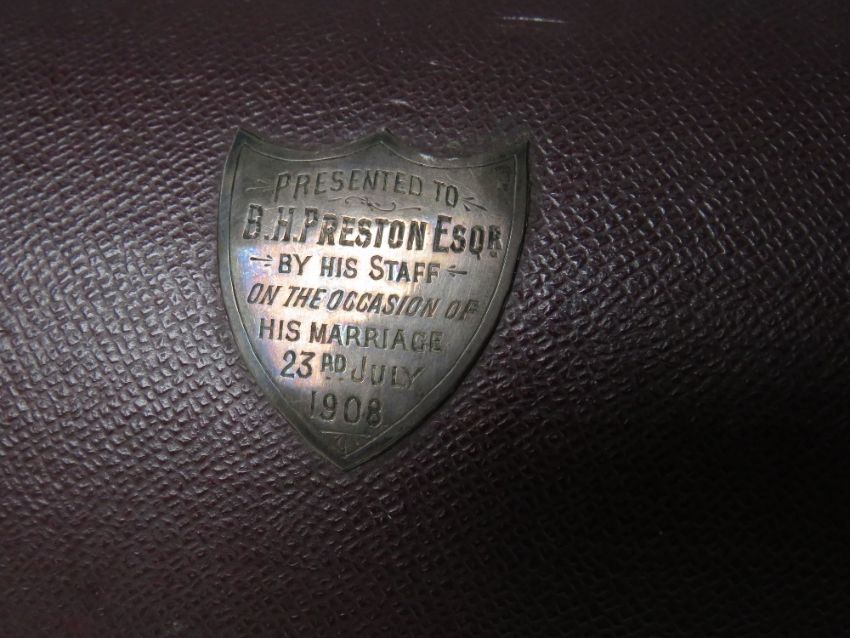 PRESENTED TO
B.H. PRESTON ESQR
BY HIS STAFF
ON THE OCCASION OF
HIS MARRIAGE
23RD JULY
1908